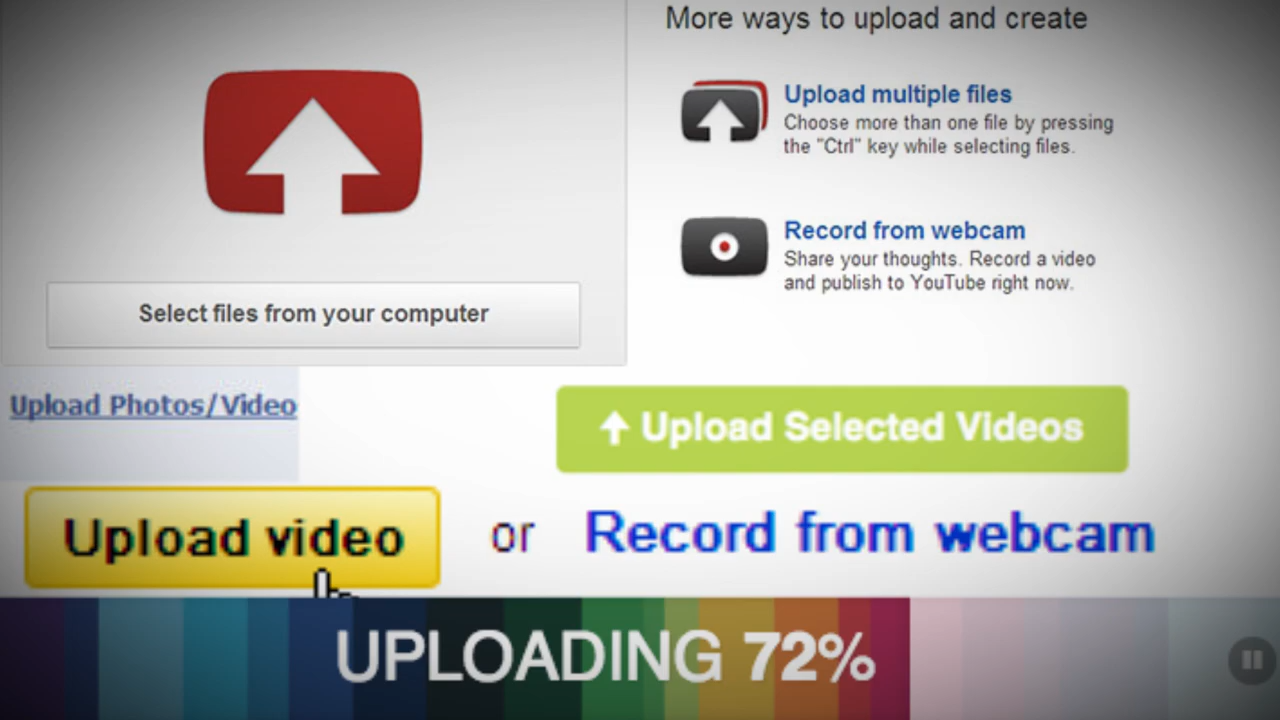 More ways to upload and create
Upload multiple files
Choose more than one file by pressing
the "Ctrl" key while selecting files.
Record from webcam
Share your thoughts. Record a video
and publish to YouTube right now.
Select files from your computer
Upload Photos/Video
Upload Selected Videos
Upload video or Record from webcam
UPLOADING 72%